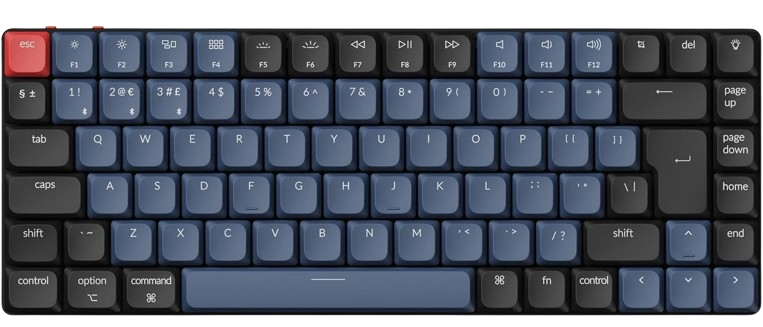 esc F1 F2 F3 F4 F5 F6 F7 F8 F9 F10 F11 F12 del
§ ± 1 ! 2 @ € 3 # £ 4 $ 5 % 6 ^ 7 & 8 * 9 ( 0 ) - – = + ← page up
tab Q W E R T Y U I O P [ { ] } page down
caps A S D F G H J K L ; : ' " \ | home
shift ` ~ Z X C V B N M , < . > / ? shift ^ end
control option ⌥ command ⌘ ⌘ fn control < ⌄ >